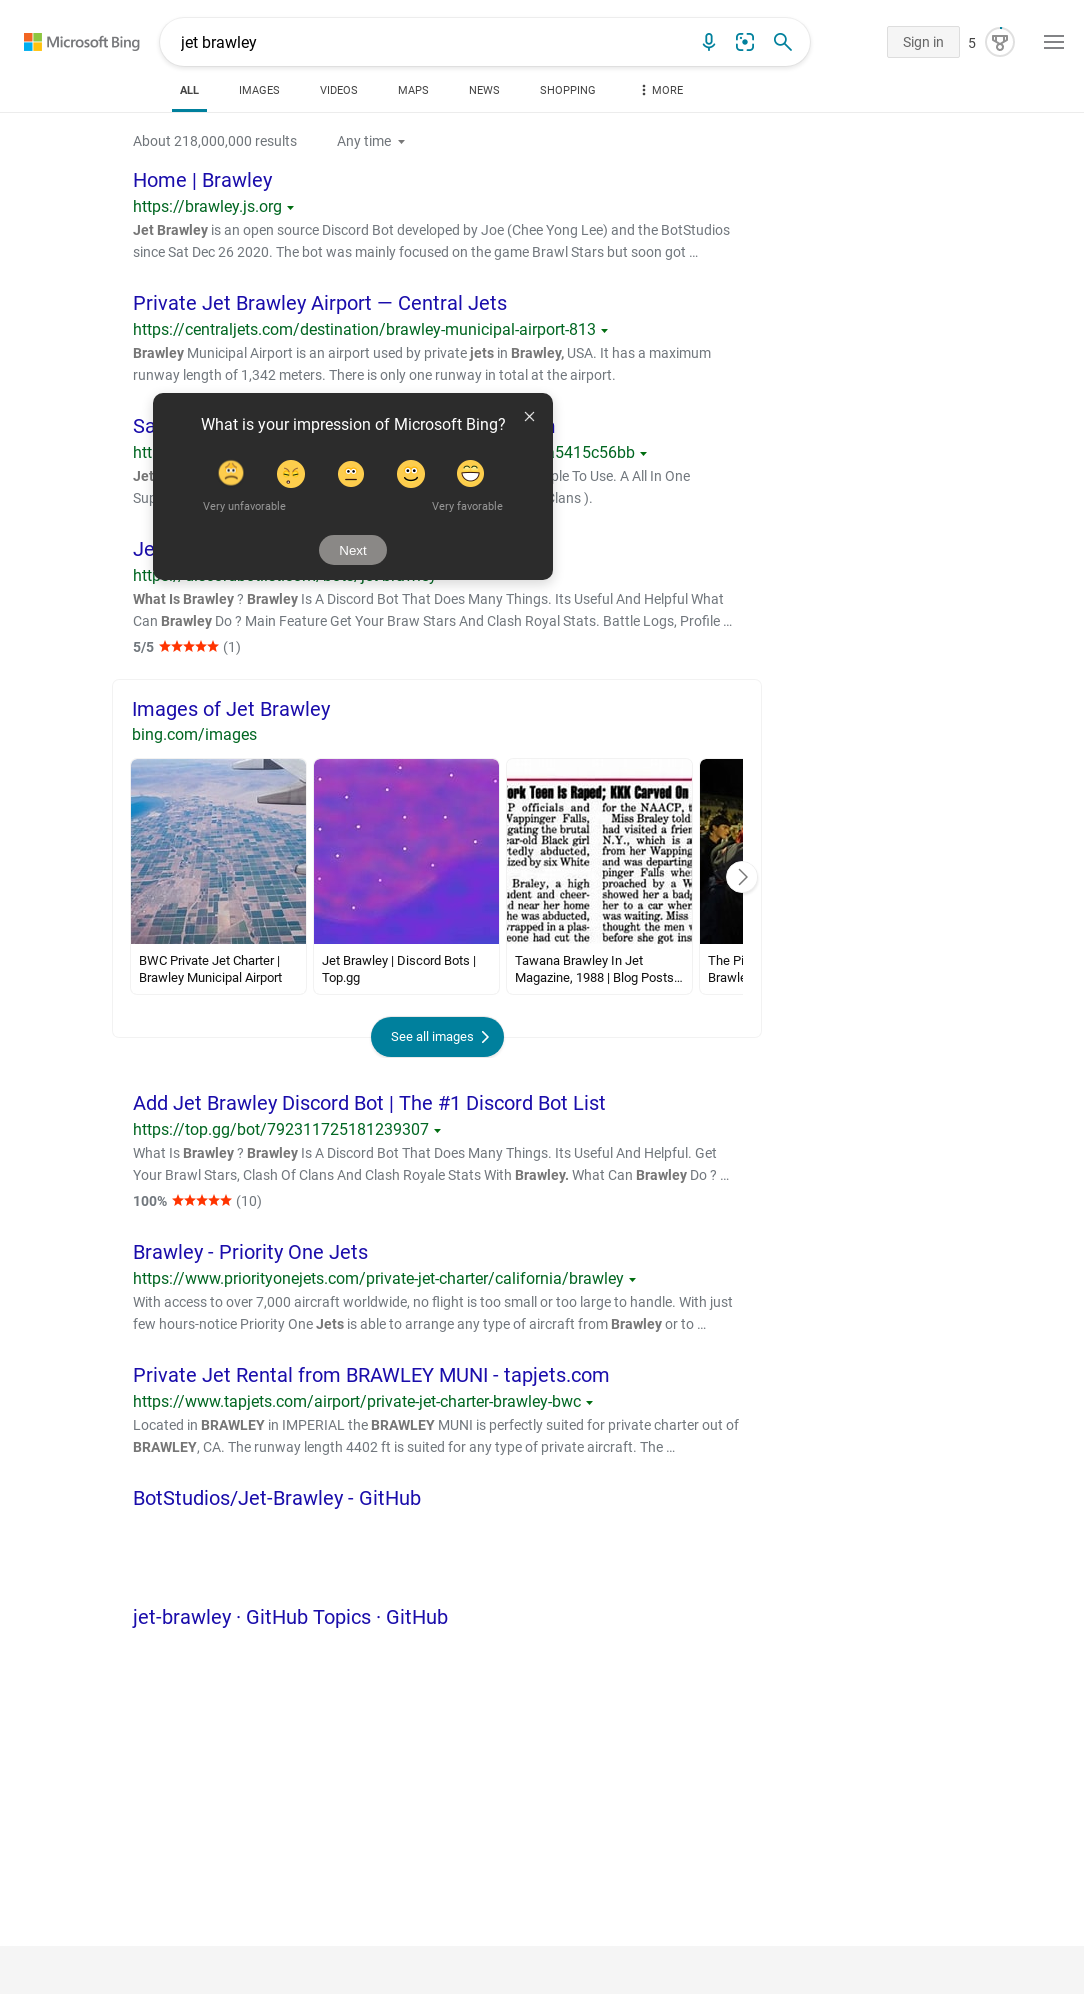 Microsoft Bing
jet brawley
Sign in
5
ALL
IMAGES
VIDEOS
MAPS
NEWS
SHOPPING
MORE
About 218,000,000 results
Any time
Home | Brawley
https://brawley.js.org
Jet Brawley is an open source Discord Bot developed by Joe (Chee Yong Lee) and the BotStudios
since Sat Dec 26 2020. The bot was mainly focused on the game Brawl Stars but soon got ...
Private Jet Brawley Airport — Central Jets
https://centraljets.com/destination/brawley-municipal-airport-813
Brawley Municipal Airport is an airport used by private jets in Brawley, USA. It has a maximum
runway length of 1,342 meters. There is only one runway in total at the airport.
What is your impression of Microsoft Bing?
Very unfavorable
Very favorable
Next
Sa
htt
5415c56bb
Jet
ple To Use. A All In One
Sup
Clans ).
Je
What Is Brawley ? Brawley Is A Discord Bot That Does Many Things. Its Useful And Helpful What
Can Brawley Do ? Main Feature Get Your Braw Stars And Clash Royal Stats. Battle Logs, Profile ...
5/5 ★★★★★ (1)
Images of Jet Brawley
bing.com/images
ork Teen Is Raped; KKK Carved On
P officials and
Wappinger Falls,
gating the brutal
ear-old Black girl
rtedly abducted,
ized by six White
Braley, a high
udent and cheer-
d near her home
he was abducted,
wrapped in a plas-
eone had cut the
for the NAACP, t
Miss Braley told
had visited a frien
N.Y., which is a
from her Wapping
and was departing
pinger Falls when
proached by a W
showed her a badg
her to a car when
was waiting. Miss
thought the men w
before she got ins
BWC Private Jet Charter |
Brawley Municipal Airport
Jet Brawley | Discord Bots |
Top.gg
Tawana Brawley In Jet
Magazine, 1988 | Blog Posts...
The Pi
Brawle
See all images
Add Jet Brawley Discord Bot | The #1 Discord Bot List
https://top.gg/bot/792311725181239307
What Is Brawley ? Brawley Is A Discord Bot That Does Many Things. Its Useful And Helpful. Get
Your Brawl Stars, Clash Of Clans And Clash Royale Stats With Brawley. What Can Brawley Do ? ...
100% ★★★★★ (10)
Brawley - Priority One Jets
https://www.priorityonejets.com/private-jet-charter/california/brawley
With access to over 7,000 aircraft worldwide, no flight is too small or too large to handle. With just
few hours-notice Priority One Jets is able to arrange any type of aircraft from Brawley or to ...
Private Jet Rental from BRAWLEY MUNI - tapjets.com
https://www.tapjets.com/airport/private-jet-charter-brawley-bwc
Located in BRAWLEY in IMPERIAL the BRAWLEY MUNI is perfectly suited for private charter out of
BRAWLEY, CA. The runway length 4402 ft is suited for any type of private aircraft. The ...
BotStudios/Jet-Brawley - GitHub
jet-brawley · GitHub Topics · GitHub